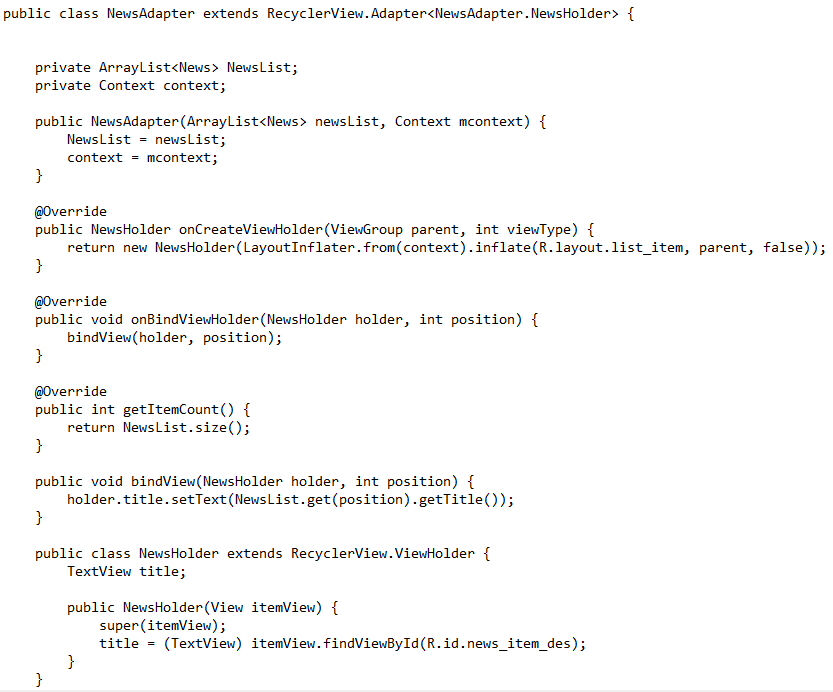 public class NewsAdapter extends RecyclerView.Adapter<NewsAdapter.NewsHolder> {
private ArrayList<News> NewsList;
private Context context;
public NewsAdapter(ArrayList<News> newsList, Context mcontext) {
NewsList = newsList;
context = mcontext;
}
@Override
public NewsHolder onCreateViewHolder(ViewGroup parent, int viewType) {
return new NewsHolder(LayoutInflater.from(context).inflate(R.layout.list_item, parent, false));
}
@Override
public void onBindViewHolder(NewsHolder holder, int position) {
bindView(holder, position);
}
@Override
public int getItemCount() {
return NewsList.size();
}
public void bindView(NewsHolder holder, int position) {
holder.title.setText(NewsList.get(position).getTitle());
}
public class NewsHolder extends RecyclerView.ViewHolder {
TextView title;
public NewsHolder(View itemView) {
super(itemView);
title = (TextView) itemView.findViewById(R.id.news_item_des);
}
}